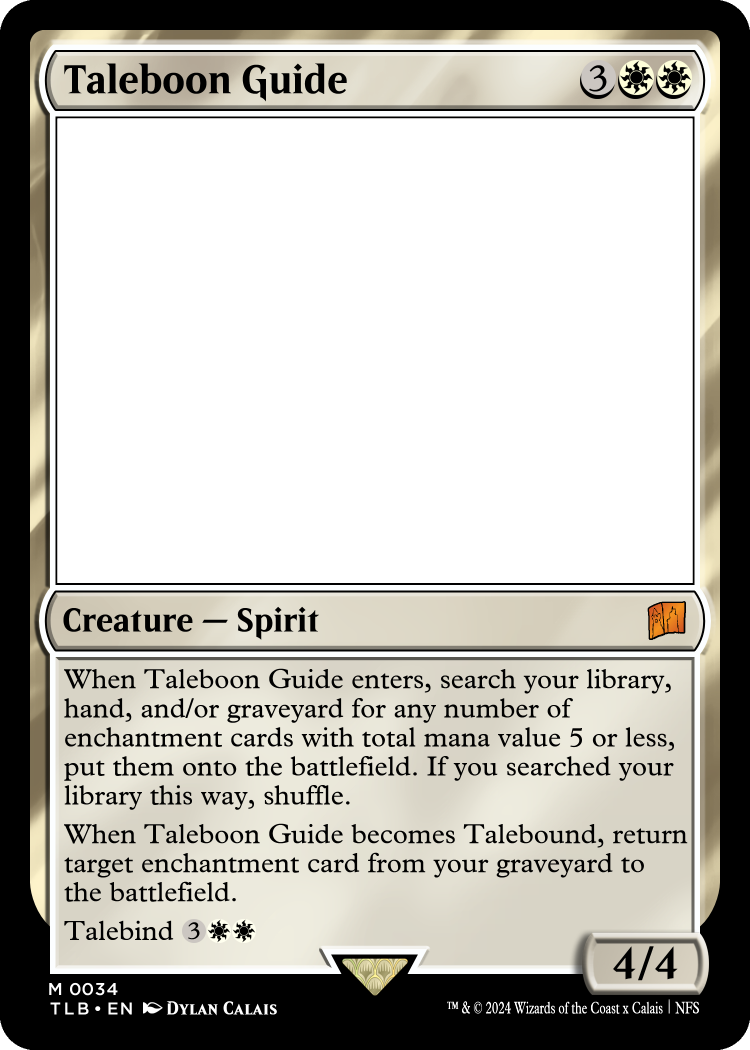 Taleboon Guide 3
Creature — Spirit
When Taleboon Guide enters, search your library,
hand, and/or graveyard for any number of
enchantment cards with total mana value 5 or less,
put them onto the battlefield. If you searched your
library this way, shuffle.
When Taleboon Guide becomes Talebound, return
target enchantment card from your graveyard to
the battlefield.
Talebind 3
4/4
M 0034
TLB • EN DYLAN CALAIS
™ & © 2024 Wizards of the Coast x Calais | NFS